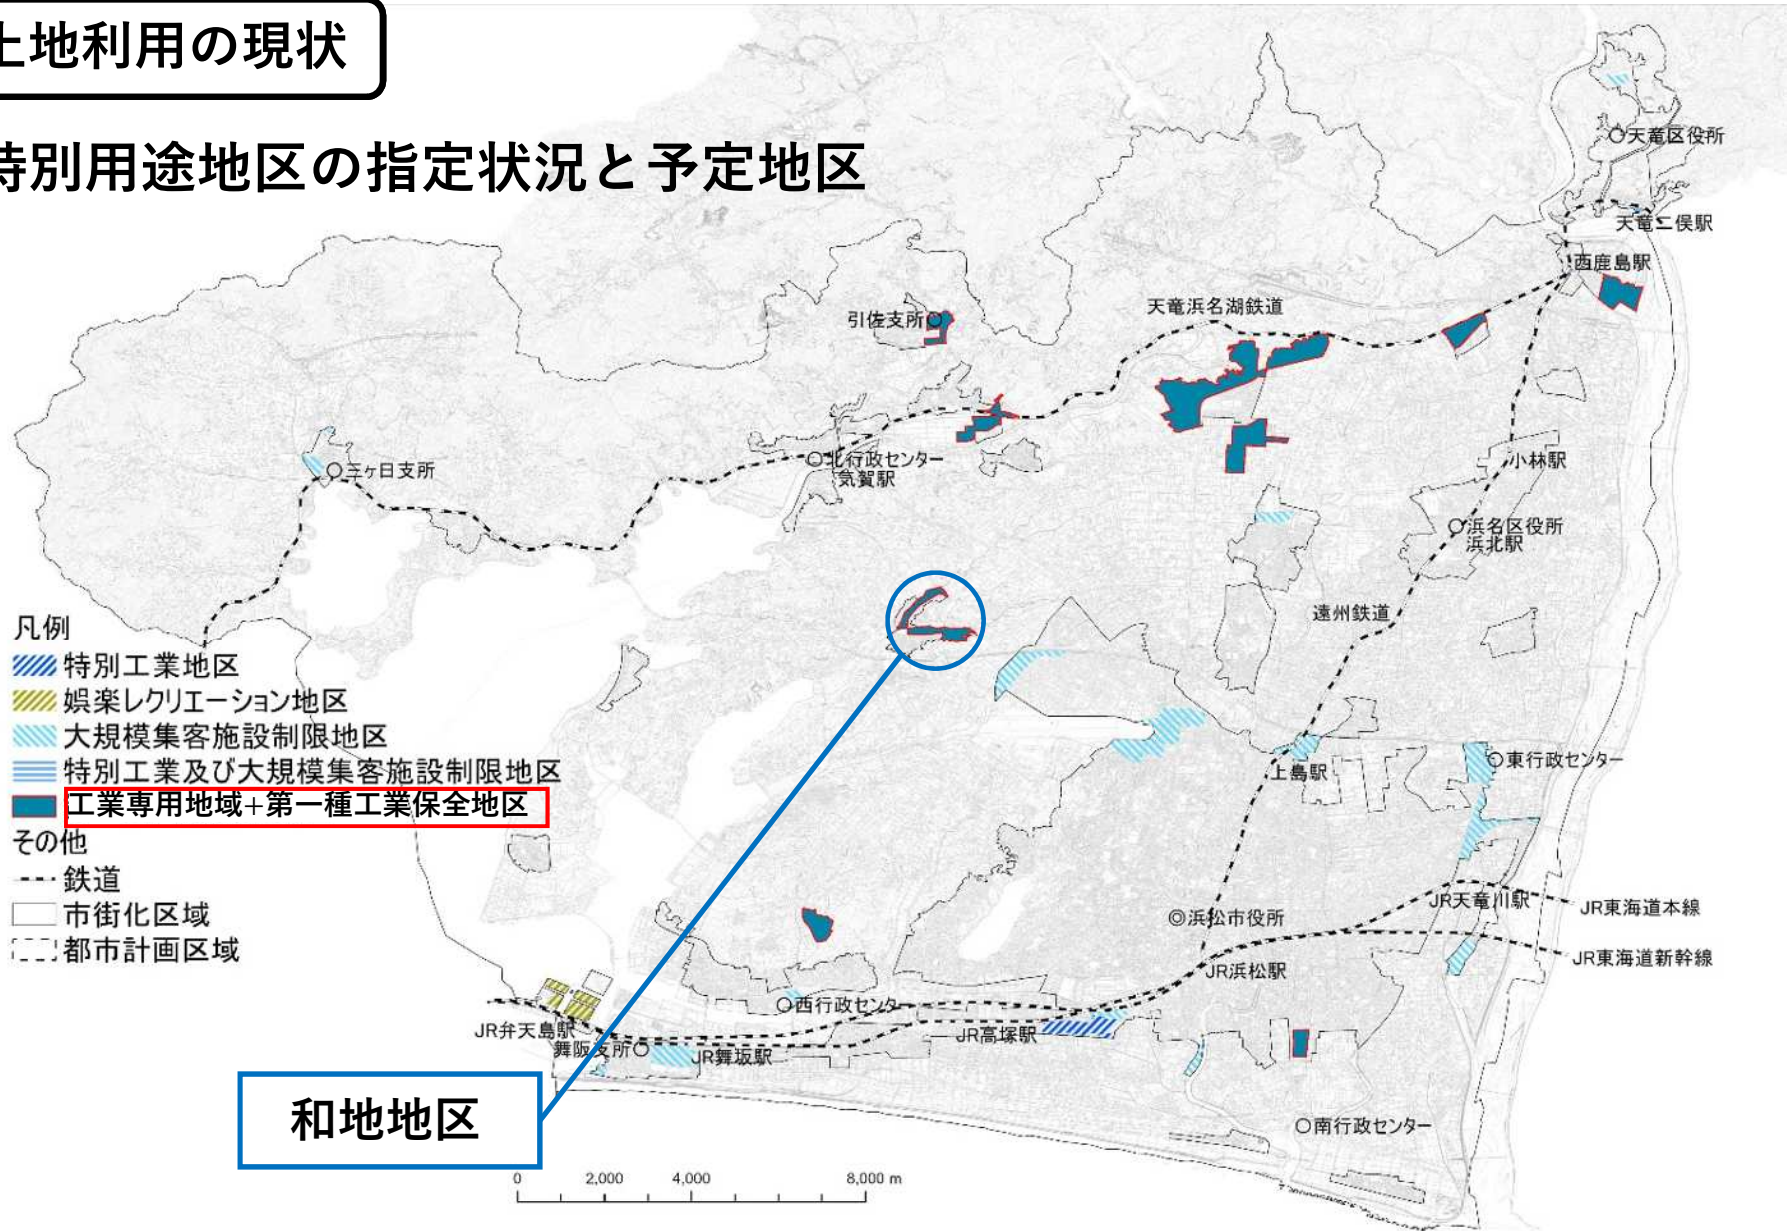 土地利用の現状
特別用途地区の指定状況と予定地区
天竜区役所
天竜二俣駅
西鹿島駅
天竜浜名湖鉄道
引佐支所
北行政センター
気賀駅
三ヶ日支所
小林駅
浜名区役所
浜北駅
遠州鉄道
凡例
特別工業地区
娯楽レクリエーション地区
大規模集客施設制限地区
特別工業及び大規模集客施設制限地区
工業専用地域+第一種工業保全地区
その他
鉄道
市街化区域
都市計画区域
上島駅
東行政センター
JR天竜川駅
JR東海道本線
◎浜松市役所
JR東海道新幹線
JR浜松駅
西行政センター
JR弁天島駅
舞阪支所
JR舞坂駅
JR高塚駅
和地地区
南行政センター
0 2,000 4,000 8,000 m